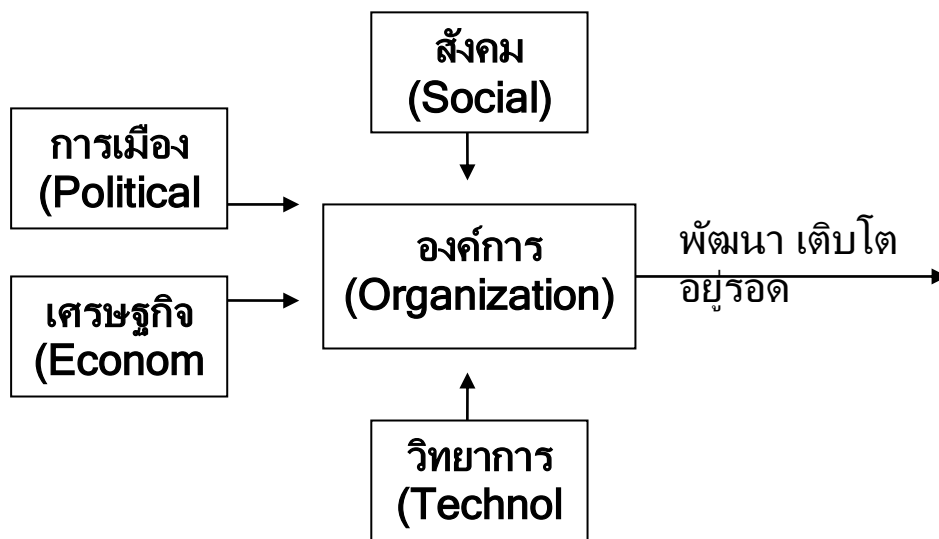 สังคม
(Social)
การเมือง
(Political
องค์การ
(Organization)
พัฒนา เติบโต
อยู่รอด
เศรษฐกิจ
(Econom
วิทยาการ
(Technol